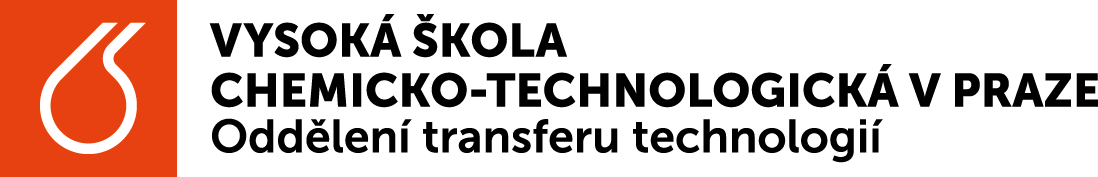 VYSOKÁ ŠKOLA
CHEMICKO-TECHNOLOGICKÁ V PRAZE
Oddělení transferu technologií